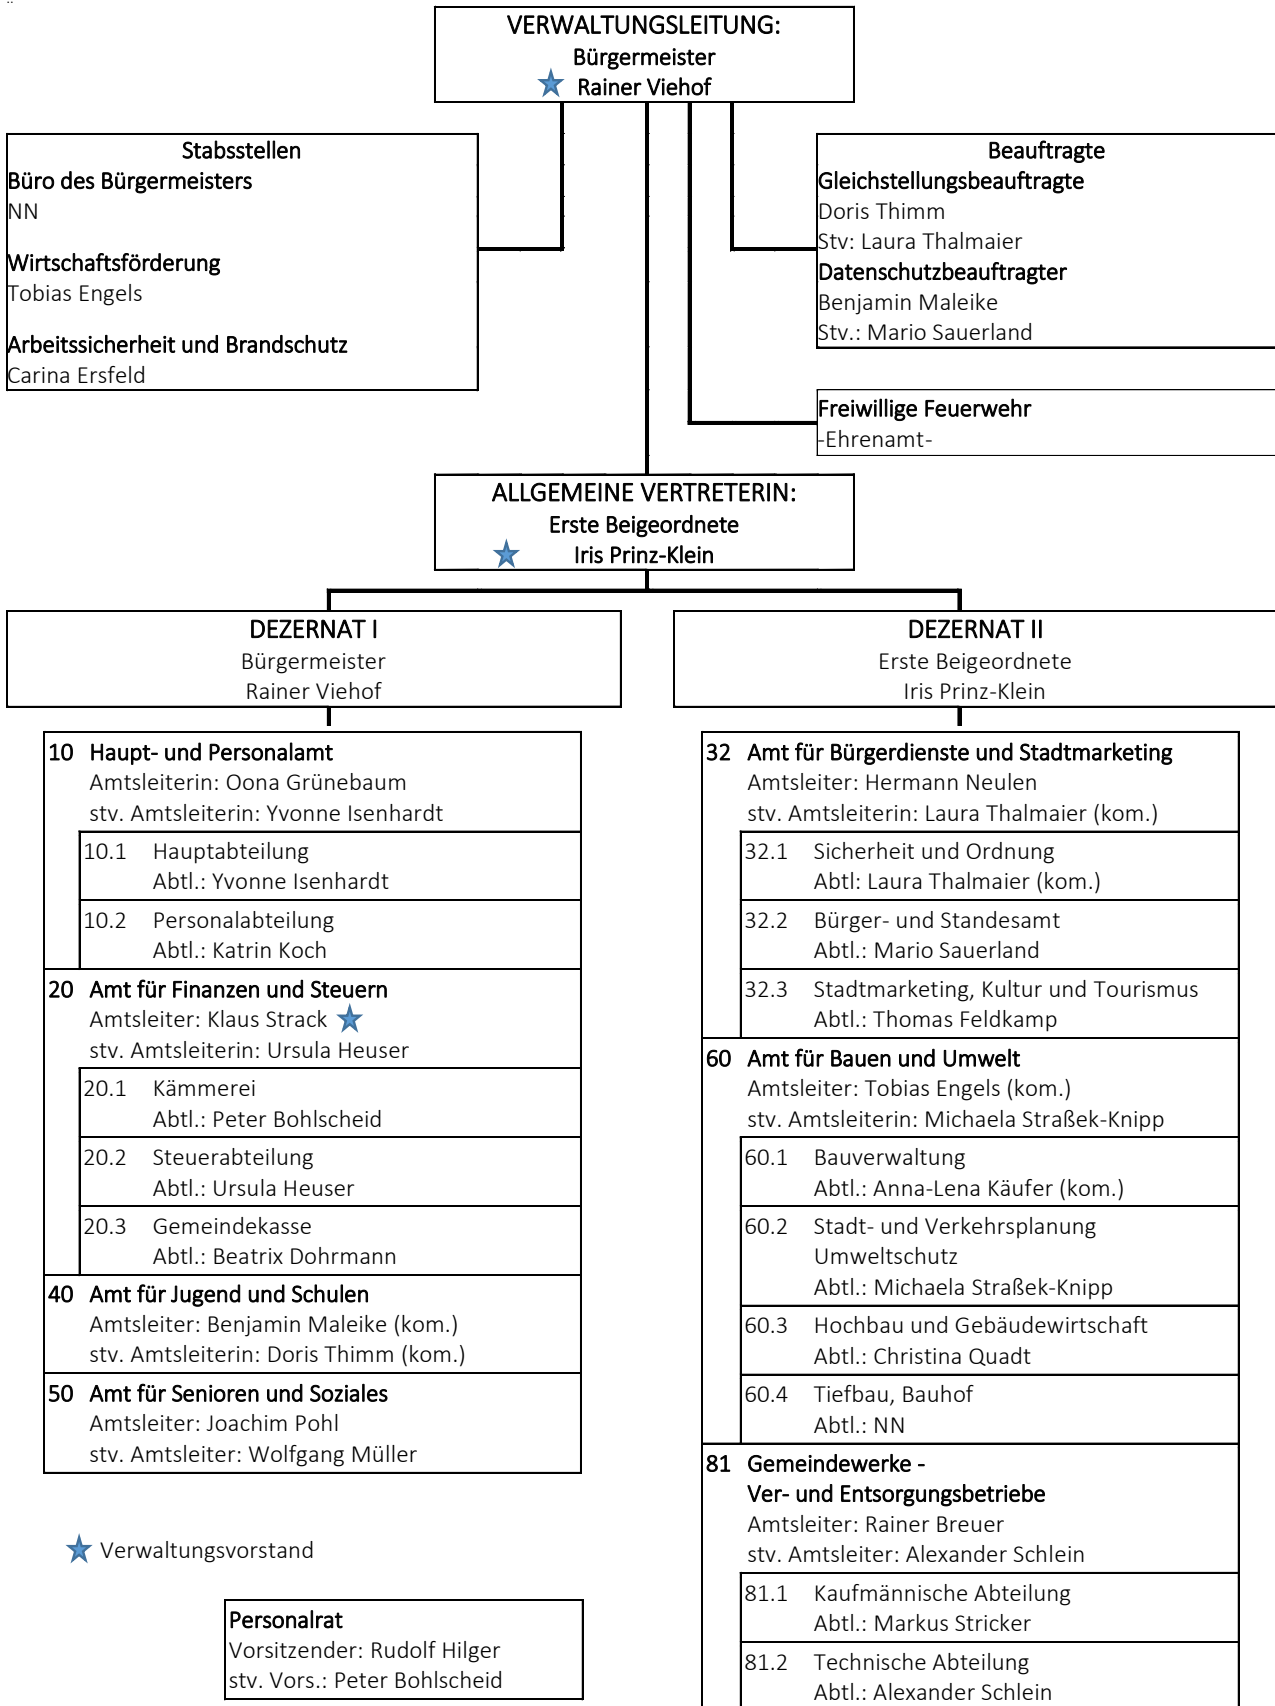 VERWALTUNGSLEITUNG:
Bürgermeister
Rainer Viehof
Stabsstellen
Büro des Bürgermeisters
NN
Wirtschaftsförderung
Tobias Engels
Arbeitssicherheit und Brandschutz
Carina Ersfeld
Beauftragte
Gleichstellungsbeauftragte
Doris Thimm
Stv: Laura Thalmaier
Datenschutzbeauftragter
Benjamin Maleike
Stv.: Mario Sauerland
Freiwillige Feuerwehr
-Ehrenamt-
ALLGEMEINE VERTRETERIN:
Erste Beigeordnete
Iris Prinz-Klein
DEZERNAT I
Bürgermeister
Rainer Viehof
10 Haupt- und Personalamt
Amtsleiterin: Oona Grünebaum
stv. Amtsleiterin: Yvonne Isenhardt
10.1 Hauptabteilung
Abtl.: Yvonne Isenhardt
10.2 Personalabteilung
Abtl.: Katrin Koch
20 Amt für Finanzen und Steuern
Amtsleiter: Klaus Strack
stv. Amtsleiterin: Ursula Heuser
20.1 Kämmerei
Abtl.: Peter Bohlscheid
20.2 Steuerabteilung
Abtl.: Ursula Heuser
20.3 Gemeindekasse
Abtl.: Beatrix Dohrmann
40 Amt für Jugend und Schulen
Amtsleiter: Benjamin Maleike (kom.)
stv. Amtsleiterin: Doris Thimm (kom.)
50 Amt für Senioren und Soziales
Amtsleiter: Joachim Pohl
stv. Amtsleiter: Wolfgang Müller
Verwaltungsvorstand
Personalrat
Vorsitzender: Rudolf Hilger
stv. Vors.: Peter Bohlscheid
DEZERNAT II
Erste Beigeordnete
Iris Prinz-Klein
32 Amt für Bürgerdienste und Stadtmarketing
Amtsleiter: Hermann Neulen
stv. Amtsleiterin: Laura Thalmaier (kom.)
32.1 Sicherheit und Ordnung
Abtl: Laura Thalmaier (kom.)
32.2 Bürger- und Standesamt
Abtl.: Mario Sauerland
32.3 Stadtmarketing, Kultur und Tourismus
Abtl.: Thomas Feldkamp
60 Amt für Bauen und Umwelt
Amtsleiter: Tobias Engels (kom.)
stv. Amtsleiterin: Michaela Straßek-Knipp
60.1 Bauverwaltung
Abtl.: Anna-Lena Käufer (kom.)
60.2 Stadt- und Verkehrsplanung
Umweltschutz
Abtl.: Michaela Straßek-Knipp
60.3 Hochbau und Gebäudewirtschaft
Abtl.: Christina Quadt
60.4 Tiefbau, Bauhof
Abtl.: NN
81 Gemeindewerke -
Ver- und Entsorgungsbetriebe
Amtsleiter: Rainer Breuer
stv. Amtsleiter: Alexander Schlein
81.1 Kaufmännische Abteilung
Abtl.: Markus Stricker
81.2 Technische Abteilung
Abtl.: Alexander Schlein